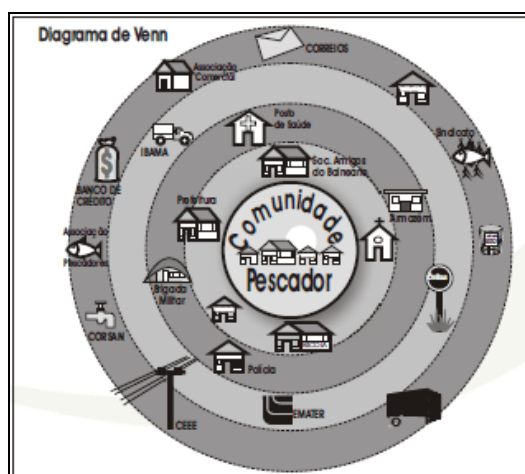 Diagrama de Venn
CORREIOS
Associação
Comercial
Posto
de Saúde
IBAMA
Sindicato
Soc. Amigos
do Balneário
BANCO DE
CRÉDITO
Prefeitura
Armazém
Comunidade
Pescador
Associação
Pescadores
Brigada
Militar
CORSAN
Polícia
EMATER
CEEE